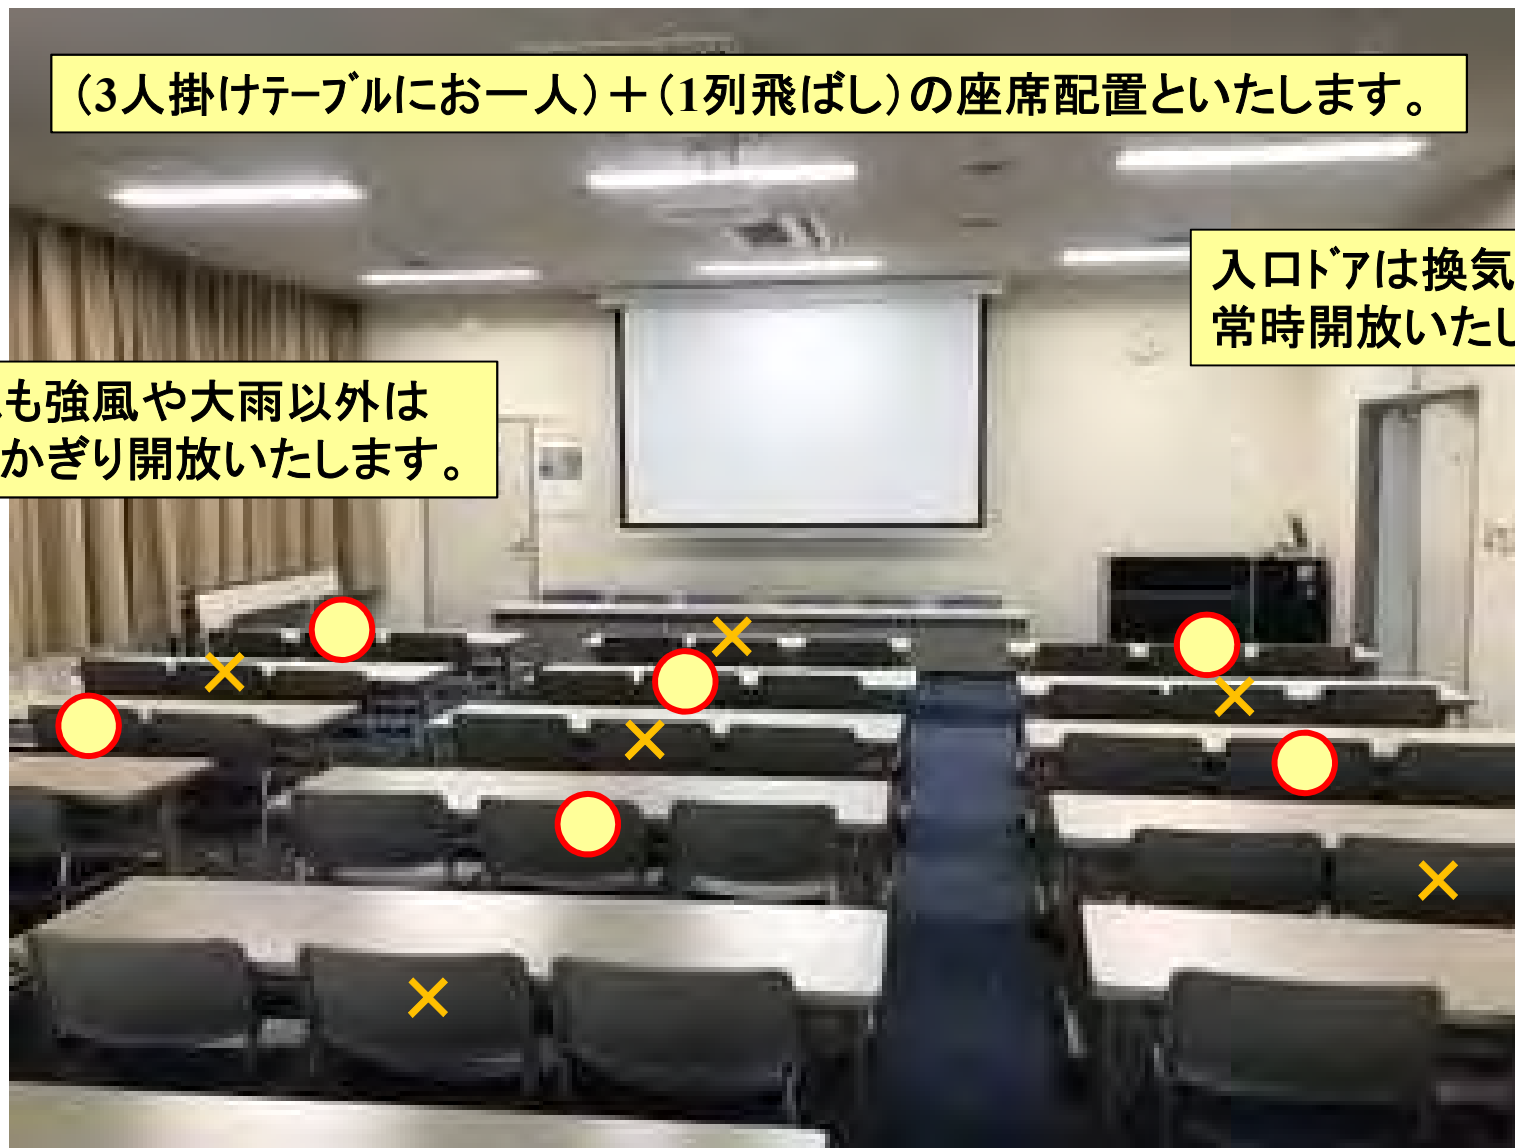 （3人掛けﾃｰﾌﾞﾙにお一人）＋（1列飛ばし）の座席配置といたします。
入口ﾄﾞｱは換気
常時開放いたし
も強風や大雨以外は
かぎり開放いたします。